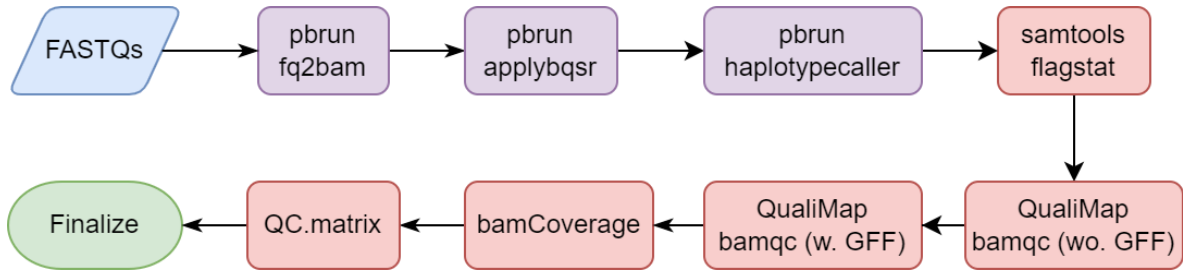 FASTQs
pbrun
fq2bam
pbrun
applybqsr
pbrun
haplotypecaller
samtools
flagstat
QualiMap
bamqc (wo. GFF)
QualiMap
bamqc (w. GFF)
bamCoverage
QC.matrix
Finalize